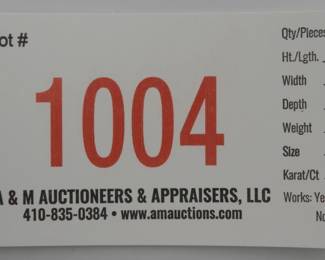 ot #
1004
A & M AUCTIONEERS & APPRAISERS, LLC
410-835-0384 • www.amauctions.com
Qty/Pieces
Ht./Lgth.
Width
Depth
Weight
Size
Karat/Ct
Works: Ye
No